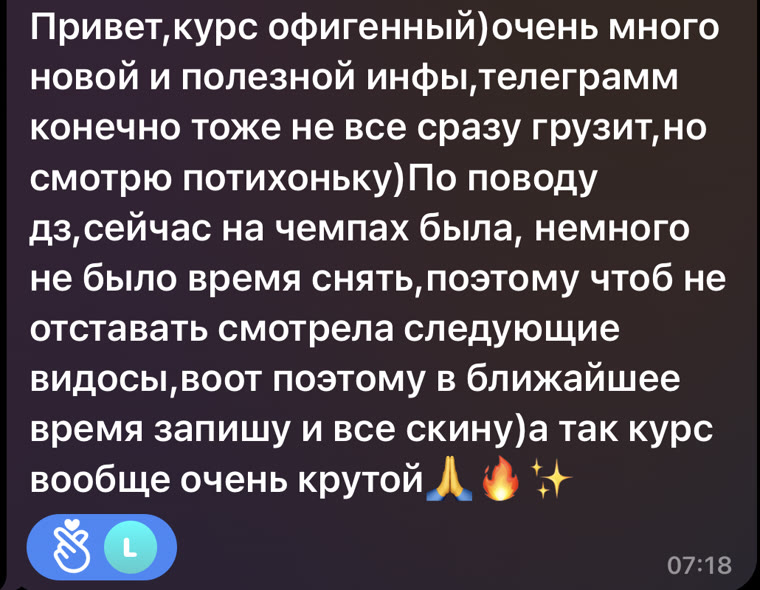 Привет,курс офигенный)очень много
новой и полезной инфы,телеграмм
конечно тоже не все сразу грузит,но
смотрю потихоньку)По поводу
дз,сейчас на чемпах была, немного
не было время снять,поэтому чтоб не
отставать смотрела следующие
видосы,воот поэтому в ближайшее
время запишу и все скину)а так курс
вообще очень крутой🙏🔥✨
L
07:18